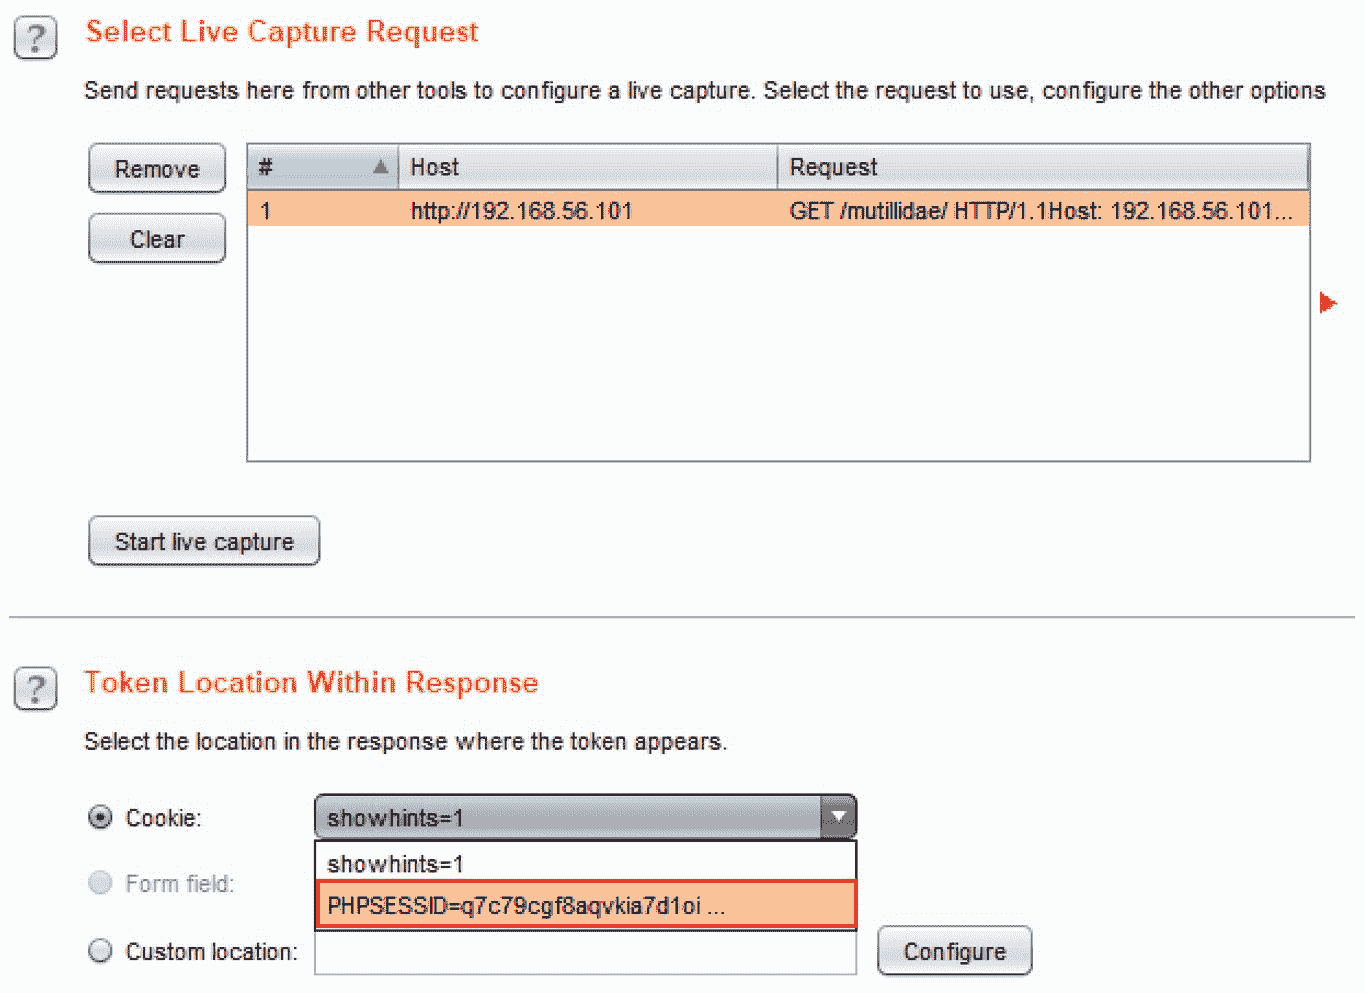 ? Select Live Capture Request
Send requests here from other tools to configure a live capture. Select the request to use, configure the other options
Remove
Clear
# Host Request
1 http://192.168.56.101 GET /mutillidae/ HTTP/1.1Host: 192.168.56.101...
Start live capture
? Token Location Within Response
Select the location in the response where the token appears.
Cookie: showhints=1
showhints=1
Form field:
PHPSESSID=q7c79cgf8aqvkia7d1oi ...
Custom location:
Configure